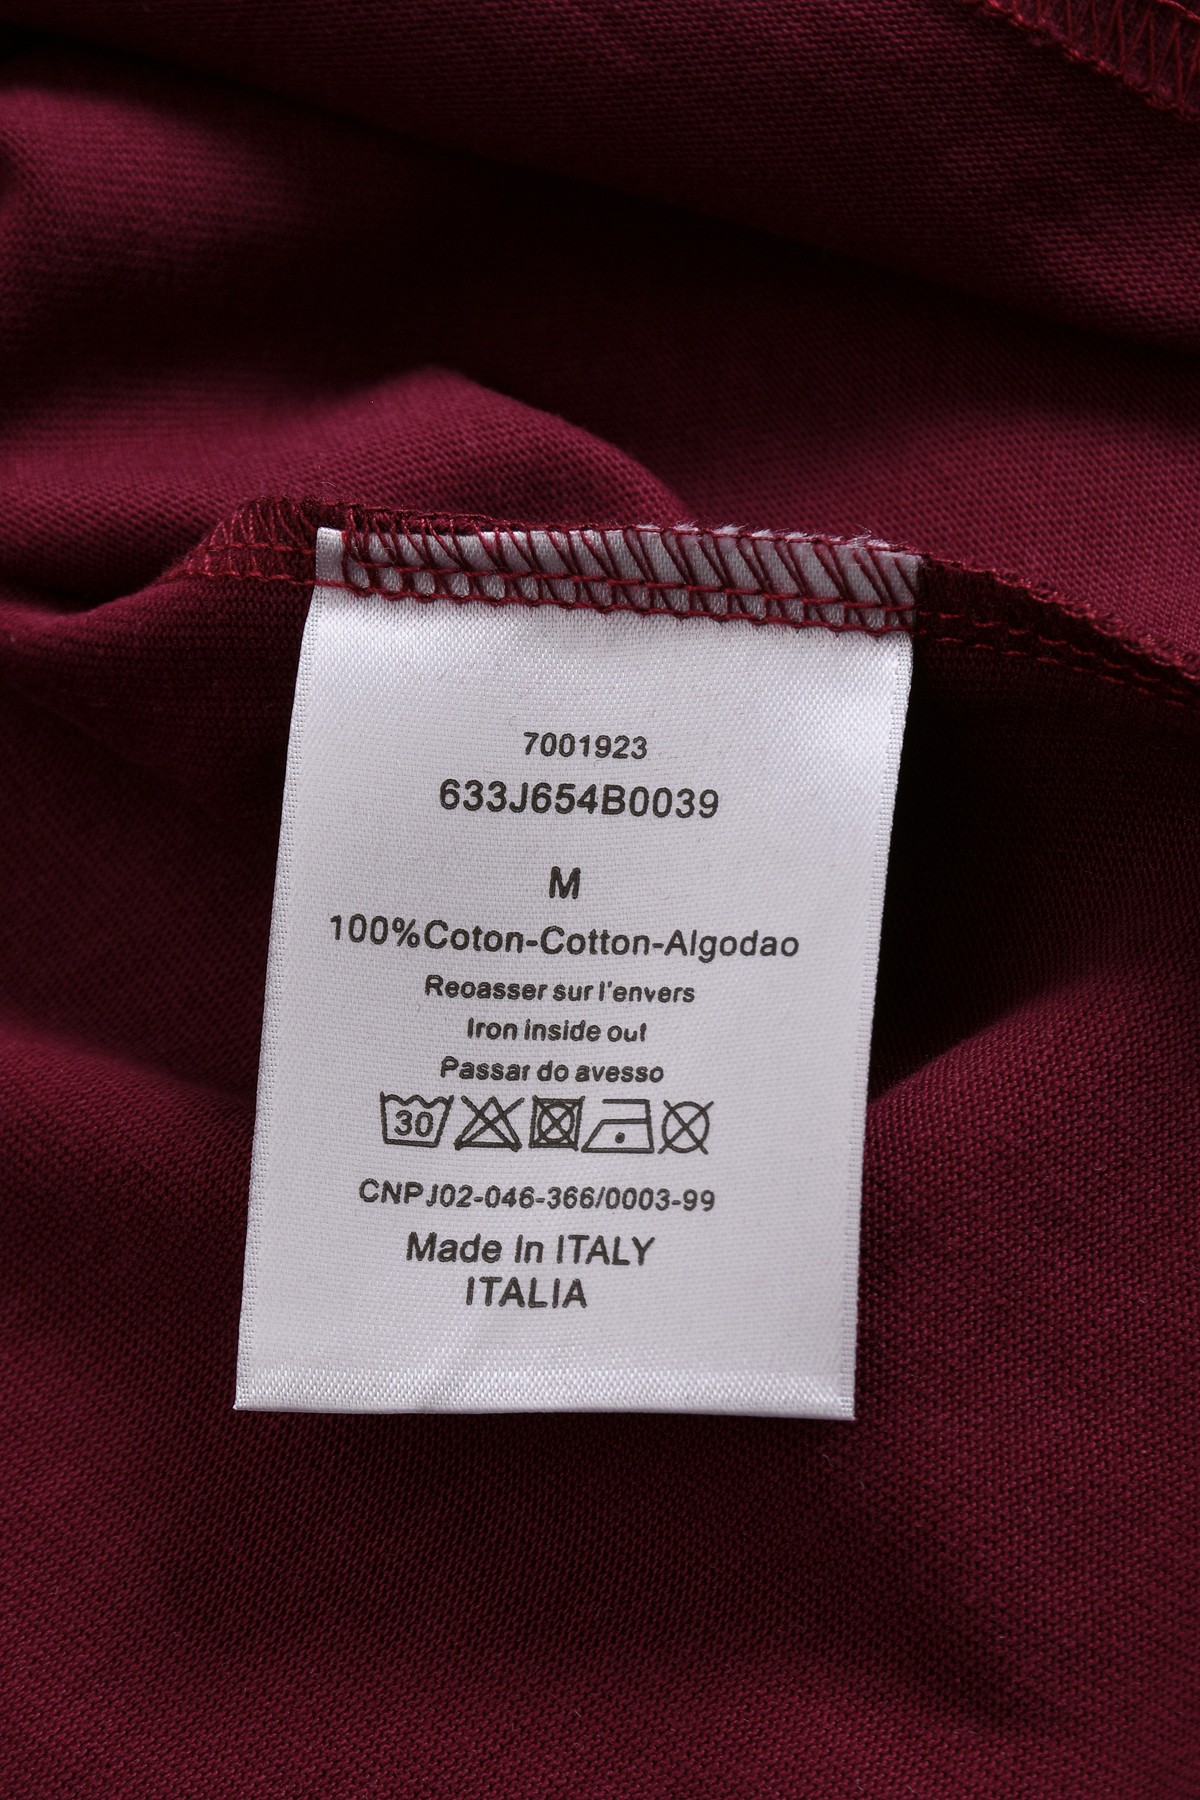 7001923
633J654B0039
M
100%Coton-Cotton-Algodao
Reoasser sur l'envers
Iron inside out
Passar do avesso
30
CNPJ02-046-366/0003-99
Made In ITALY
ITALIA